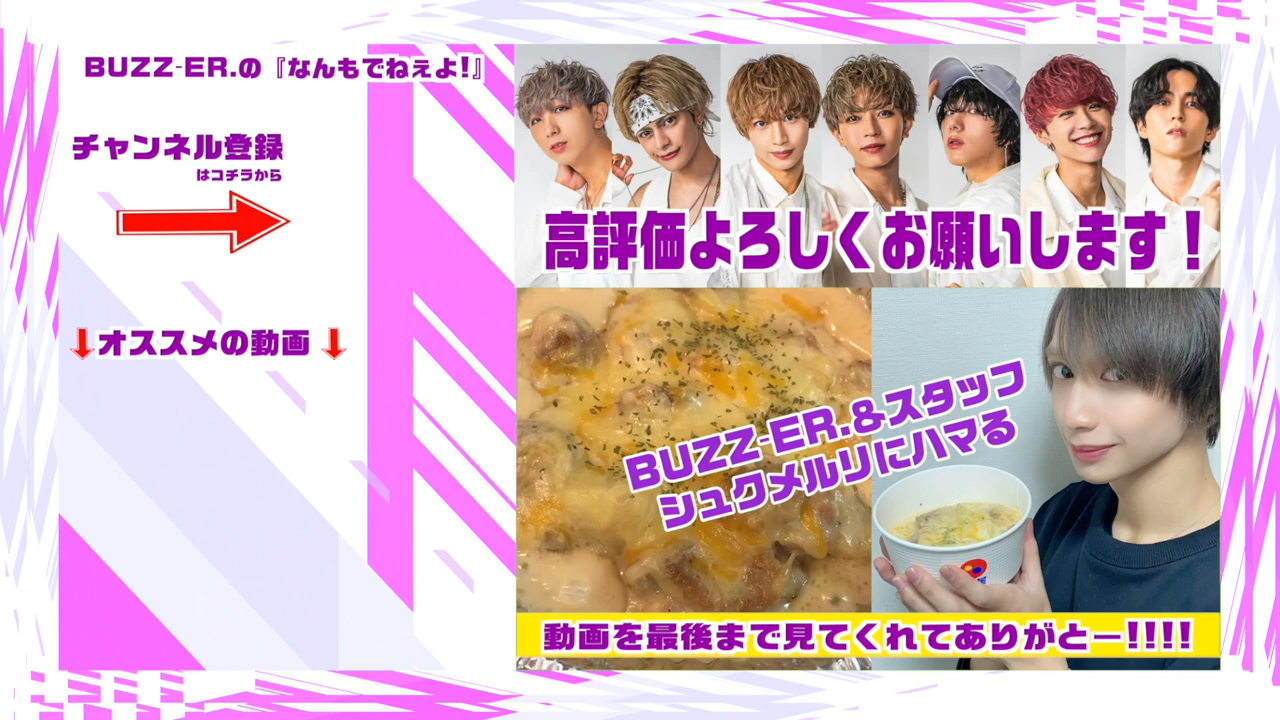 BUZZ-ER.の『なんもでねぇよ!』
チャンネル登録
はコチラから
↓オススメの動画↓
高評価よろしくお願いします!
BUZZ-ER.&スタッフ
シュクメルリにハマる
動画を最後まで見てくれてありがとー!!!!